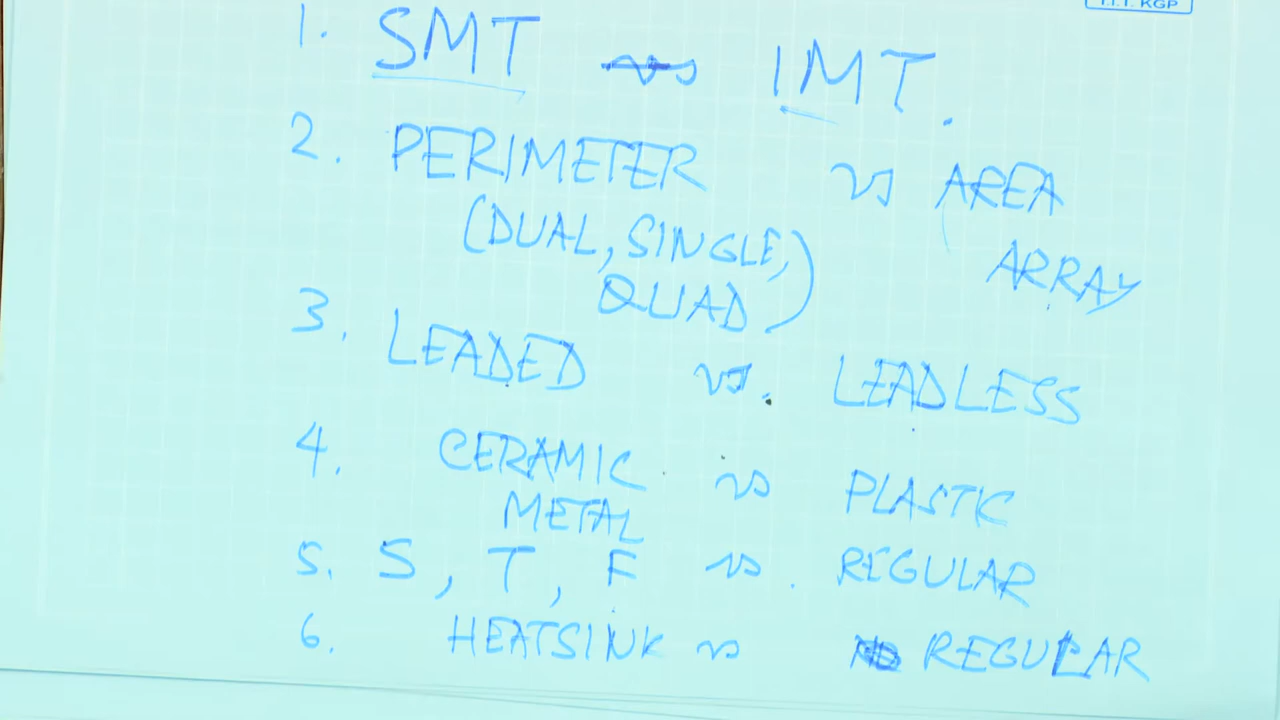 I.I.T. KGP
1. SMT vs IMT.
2. PERIMETER vs AREA
(DUAL, SINGLE, ARRAY
QUAD)
3. LEADED vs. LEADLESS
4. CERAMIC vs PLASTIC
METAL
5. S, T, F vs. REGULAR
6. HEATSINK vs REGULAR